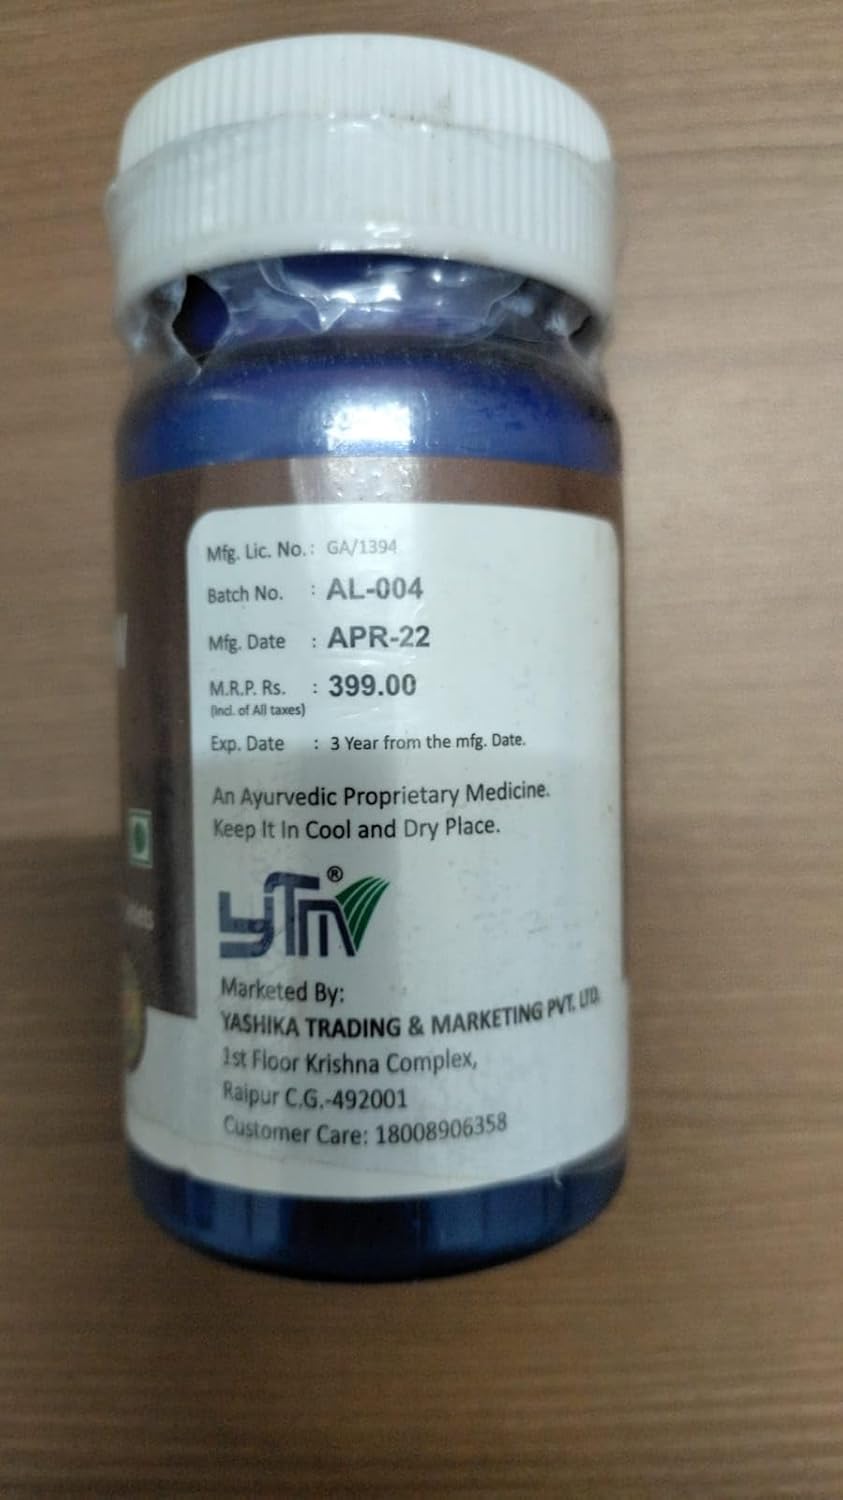 Mfg. Lic. No. : GA/1394
Batch No. : AL-004
Mfg. Date : APR-22
M.R.P. Rs. : 399.00
(Incl. of All taxes)
Exp. Date : 3 Year from the mfg. Date.
An Ayurvedic Proprietary Medicine.
Keep It In Cool and Dry Place.
YTM®
Marketed By:
YASHIKA TRADING & MARKETING PVT. LTD.
1st Floor Krishna Complex,
Raipur C.G.-492001
Customer Care: 18008906358